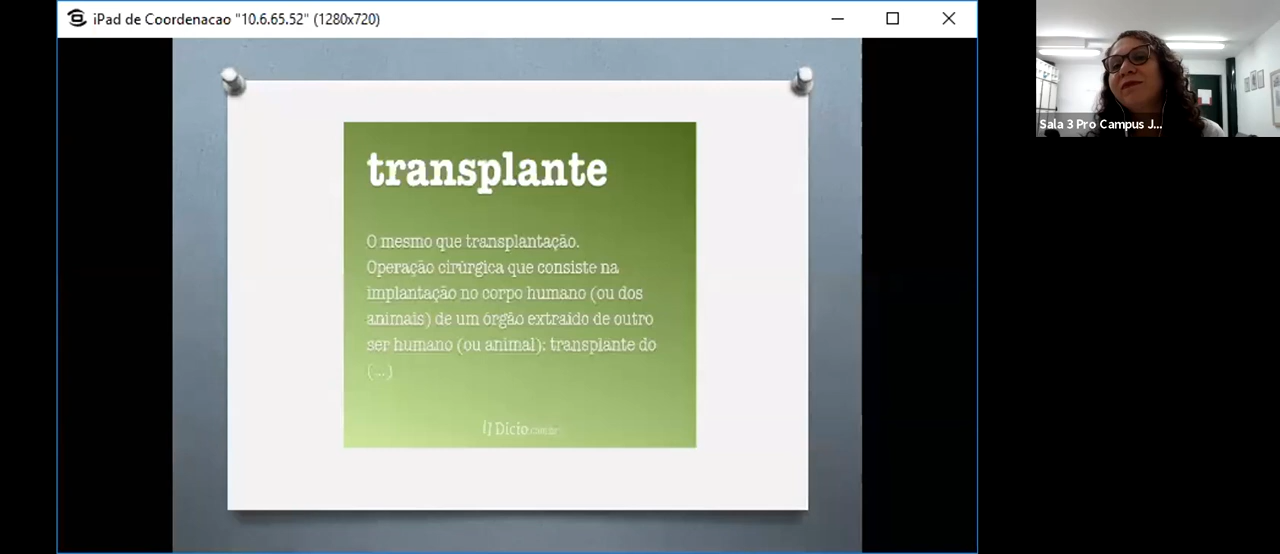 iPad de Coordenacao "10.6.65.52" (1280x720)
Sala 3 Pro Campus J...
transplante
O mesmo que transplantação.
Operação cirúrgica que consiste na
implantação no corpo humano (ou dos
animais) de um órgão extraído de outro
ser humano (ou animal): transplante do
(...)
Dicio.com.br